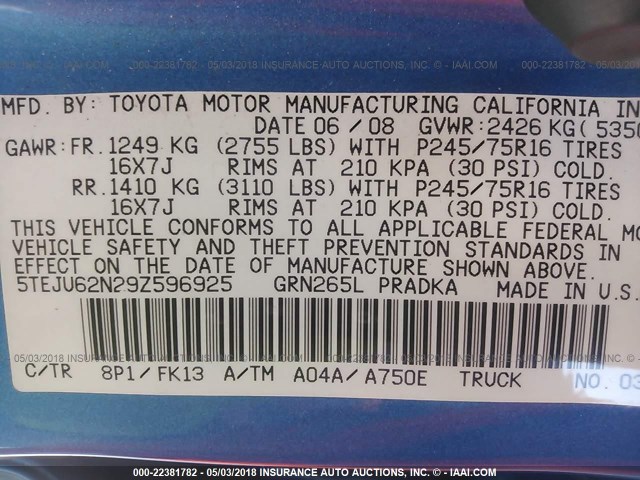 000-22381782 - 05/03/2018 - INSURANCE AUTO AUCTIONS - © - IAAI.COM
MFD. BY: TOYOTA MOTOR MANUFACTURING CALIFORNIA IN
DATE 06 / 08 GVWR: 2426 KG ( 5350
GAWR: FR. 1249 KG (2755 LBS) WITH P245/75R16 TIRES
16X7J RIMS AT 210 KPA (30 PSI) COLD.
RR. 1410 KG (3110 LBS) WITH P245/75R16 TIRES
16X7J RIMS AT 210 KPA (30 PSI) COLD.
THIS VEHICLE CONFORMS TO ALL APPLICABLE FEDERAL MO
VEHICLE SAFETY AND THEFT PREVENTION STANDARDS IN
EFFECT ON THE DATE OF MANUFACTURE SHOWN ABOVE.
5TEJU62N29Z596925 GRN265L PRADKA MADE IN U.S.
C/TR 8P1 / FK13 A/TM A04A / A750E TRUCK NO. 03
000-22381782 - 05/03/2018 - INSURANCE AUTO AUCTIONS - © - IAAI.COM